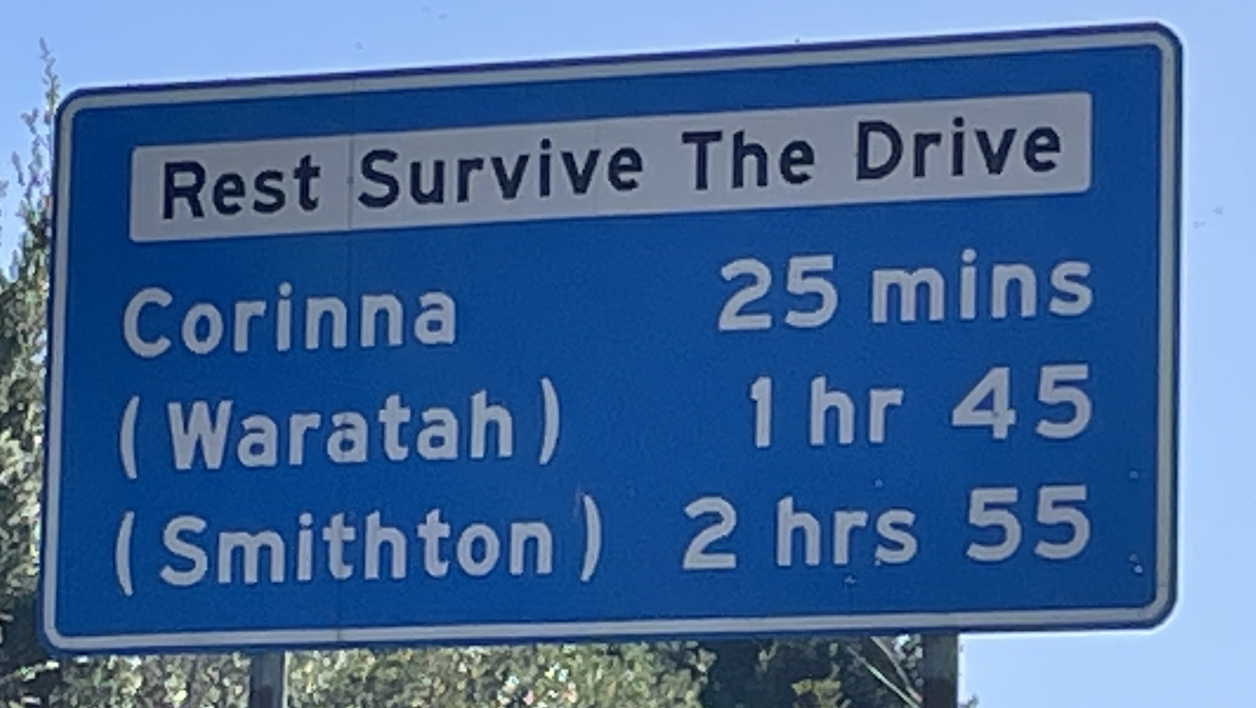 Rest Survive The Drive
Corinna 25 mins
(Waratah) 1 hr 45
(Smithton) 2 hrs 55